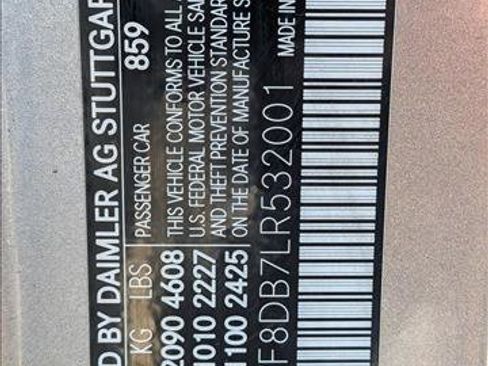 D BY DAIMLER AG STUTTGAR
KG LBS PASSENGER CAR 859
2090 4608 THIS VEHICLE CONFORMS TO ALL
1010 2227 U.S. FEDERAL MOTOR VEHICLE SA
1100 2425 AND THEFT PREVENTION STANDAR
ON THE DATE OF MANUFACTURE S
F8DB7LR532001 MADE IN